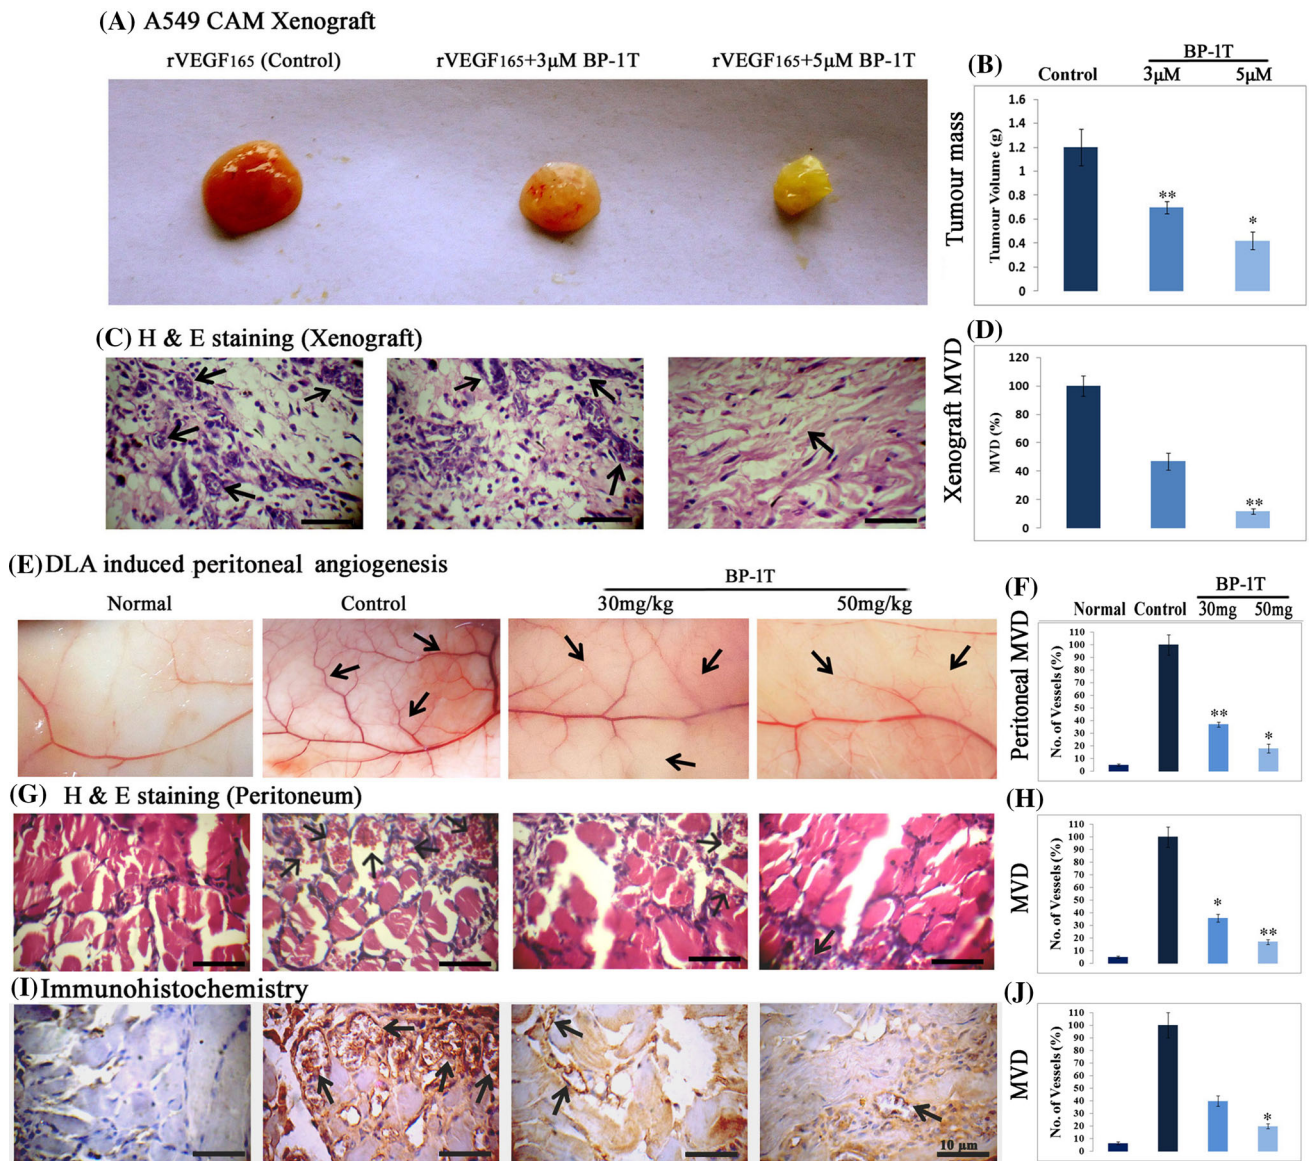 (A) A549 CAM Xenograft
rVEGF165 (Control) rVEGF165+3µM BP-1T rVEGF165+5µM BP-1T
(B)
BP-1T
Control 3µM 5µM
Tumour mass
Tumour Volume (g)
1.6
1.4
1.2
1
0.8
0.6
0.4
0.2
0
**
*
(C) H & E staining (Xenograft)
(D)
Xenograft MVD
MVD (%)
120
100
80
60
40
20
0
**
(E) DLA induced peritoneal angiogenesis
BP-1T
Normal Control 30mg/kg 50mg/kg
(F)
BP-1T
Normal Control 30mg 50mg
Peritoneal MVD
No. of Vessels (%)
110
100
90
80
70
60
50
40
30
20
10
0
**
*
(G) H & E staining (Peritoneum)
(H)
MVD
No. of Vessels (%)
110
100
90
80
70
60
50
40
30
20
10
0
*
**
(I) Immunohistochemistry
10 µm
(J)
MVD
No. of Vessels (%)
110
100
90
80
70
60
50
40
30
20
10
0
*